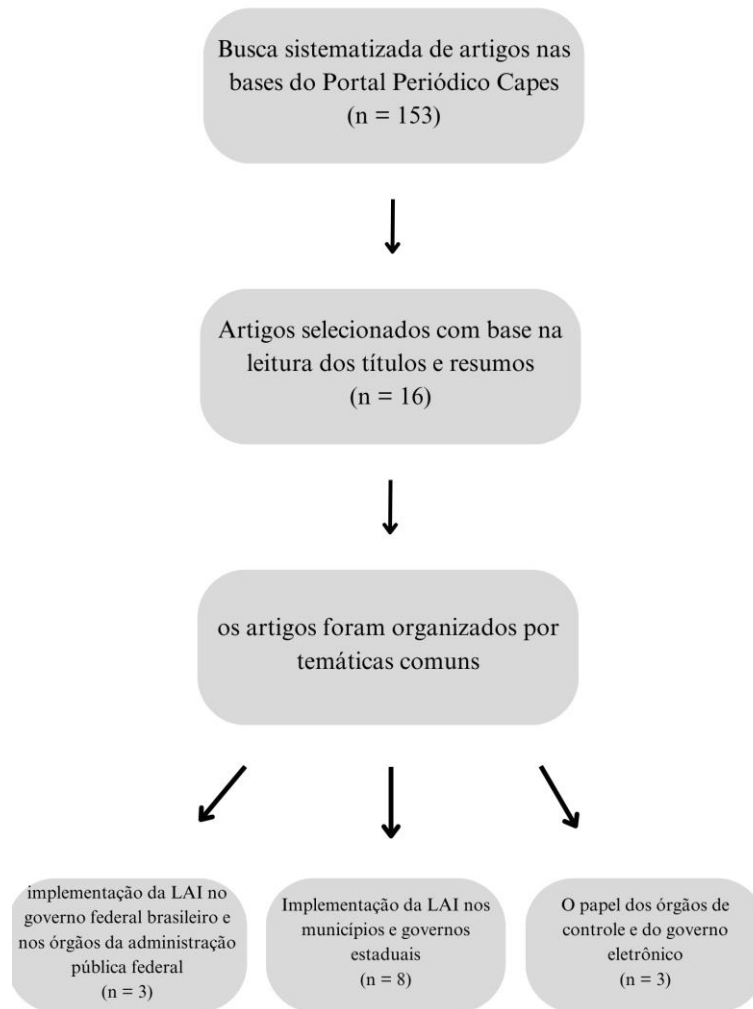 Busca sistematizada de artigos nas
bases do Portal Periódico Capes
(n = 153)
Artigos selecionados com base na
leitura dos títulos e resumos
(n = 16)
os artigos foram organizados por
temáticas comuns
implementação da LAI no
governo federal brasileiro e
nos órgãos da administração
pública federal
(n = 3)
Implementação da LAI nos
municípios e governos
estaduais
(n = 8)
O papel dos órgãos de
controle e do governo
eletrônico
(n = 3)